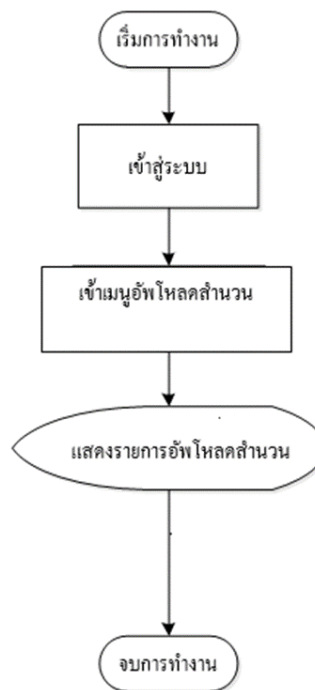 เริ่มการทำงาน
เข้าสู่ระบบ
เข้าเมนูอัพโหลดสำนวน
แสดงรายการอัพโหลดสำนวน
จบการทำงาน